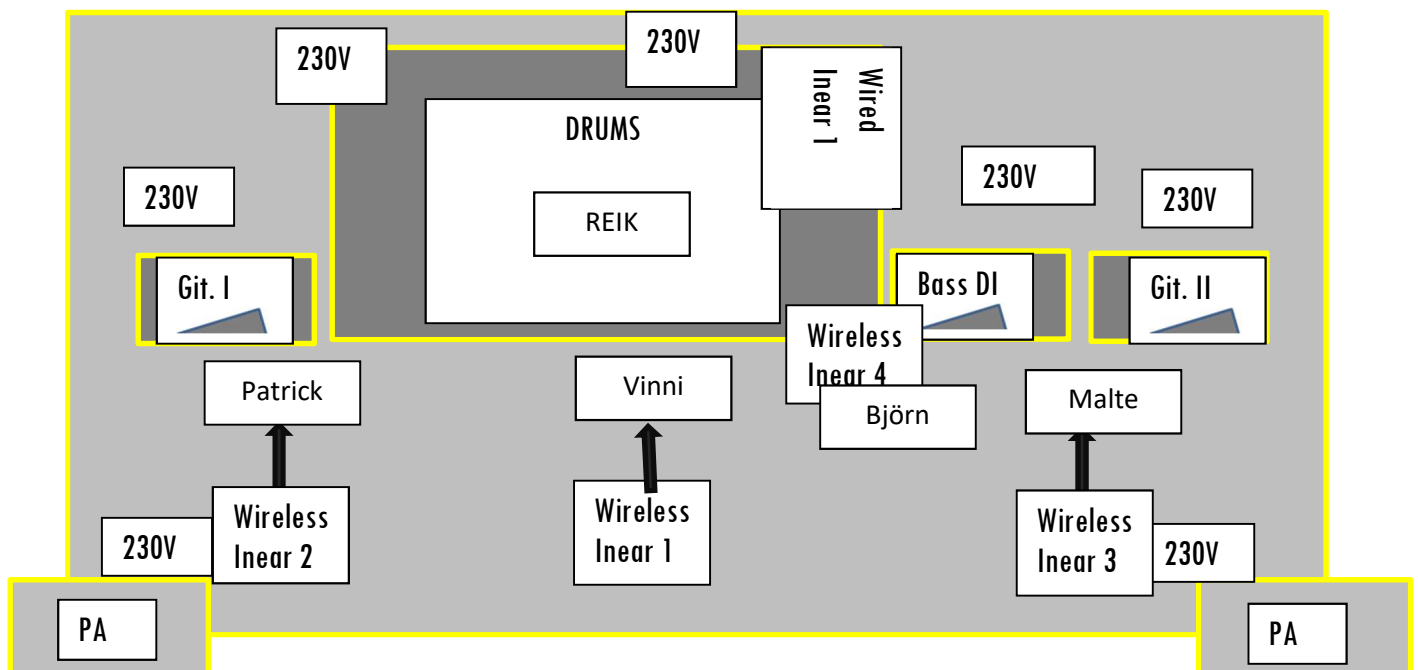 230V
230V
Wired
Inear 1
DRUMS
REIK
230V
230V
230V
Git. I
Bass DI
Git. II
Wireless
Inear 4
Patrick
Vinni
Björn
Malte
Wireless
Inear 2
230V
Wireless
Inear 1
Wireless
Inear 3
230V
PA
PA